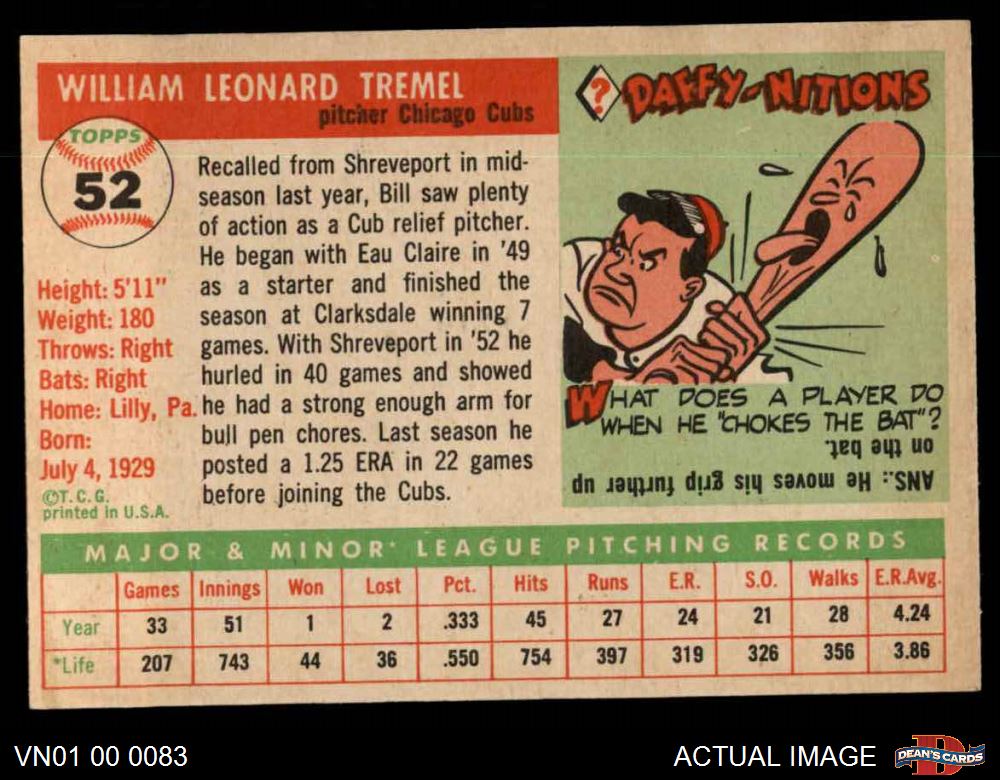 WILLIAM LEONARD TREMEL
pitcher Chicago Cubs
TOPPS
52
Height: 5'11"
Weight: 180
Throws: Right
Bats: Right
Home: Lilly, Pa.
Born:
July 4, 1929
©T. C. G.
printed in U.S.A.
Recalled from Shreveport in mid-
season last year, Bill saw plenty
of action as a Cub relief pitcher.
He began with Eau Claire in '49
as a starter and finished the
season at Clarksdale winning 7
games. With Shreveport in '52 he
hurled in 40 games and showed
he had a strong enough arm for
bull pen chores. Last season he
posted a 1.25 ERA in 22 games
before joining the Cubs.
? DAFFY-NITIONS
WHAT DOES A PLAYER DO
WHEN HE "CHOKES THE BAT"?
ANS.: He moves his grip further up
on the bat.
MAJOR & MINOR* LEAGUE PITCHING RECORDS
Games Innings Won Lost Pct. Hits Runs E.R. S.O. Walks E.R.Avg.
Year 33 51 1 2 .333 45 27 24 21 28 4.24
*Life 207 743 44 36 .550 754 397 319 326 356 3.86
VN01 00 0083
ACTUAL IMAGE
D
DEAN'S CARDS